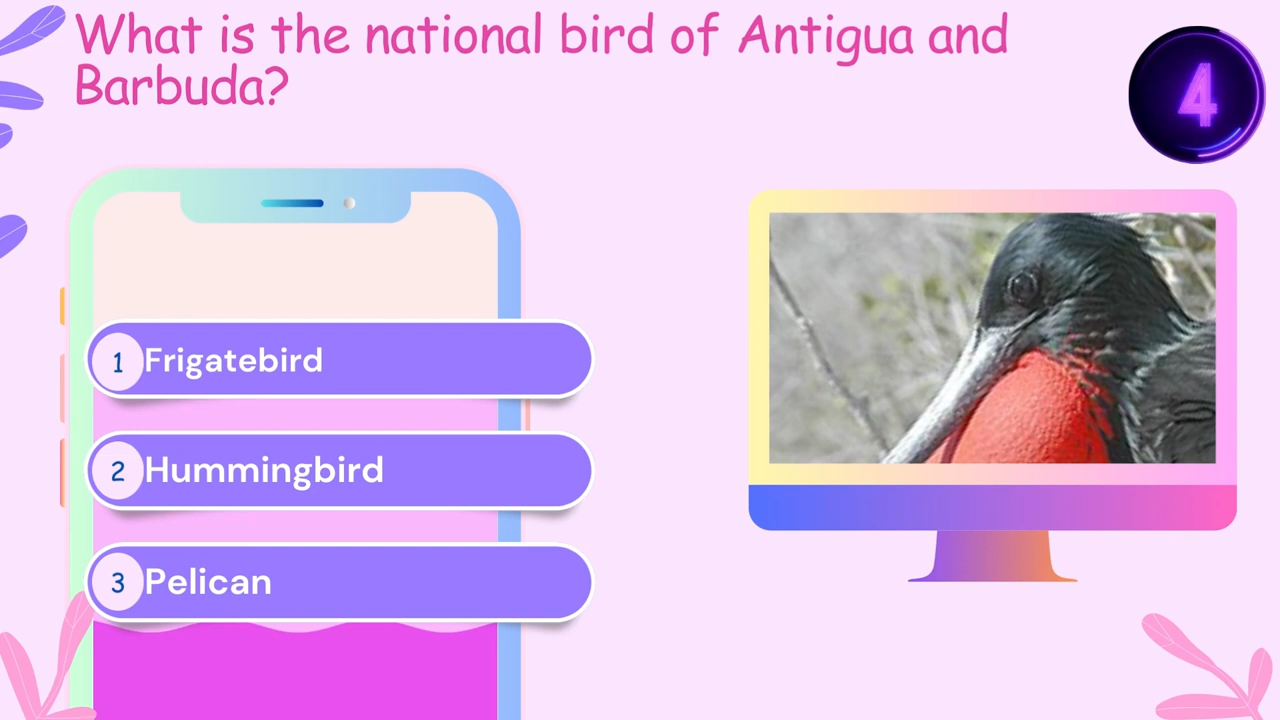 What is the national bird of Antigua and
Barbuda?
4
1 Frigatebird
2 Hummingbird
3 Pelican